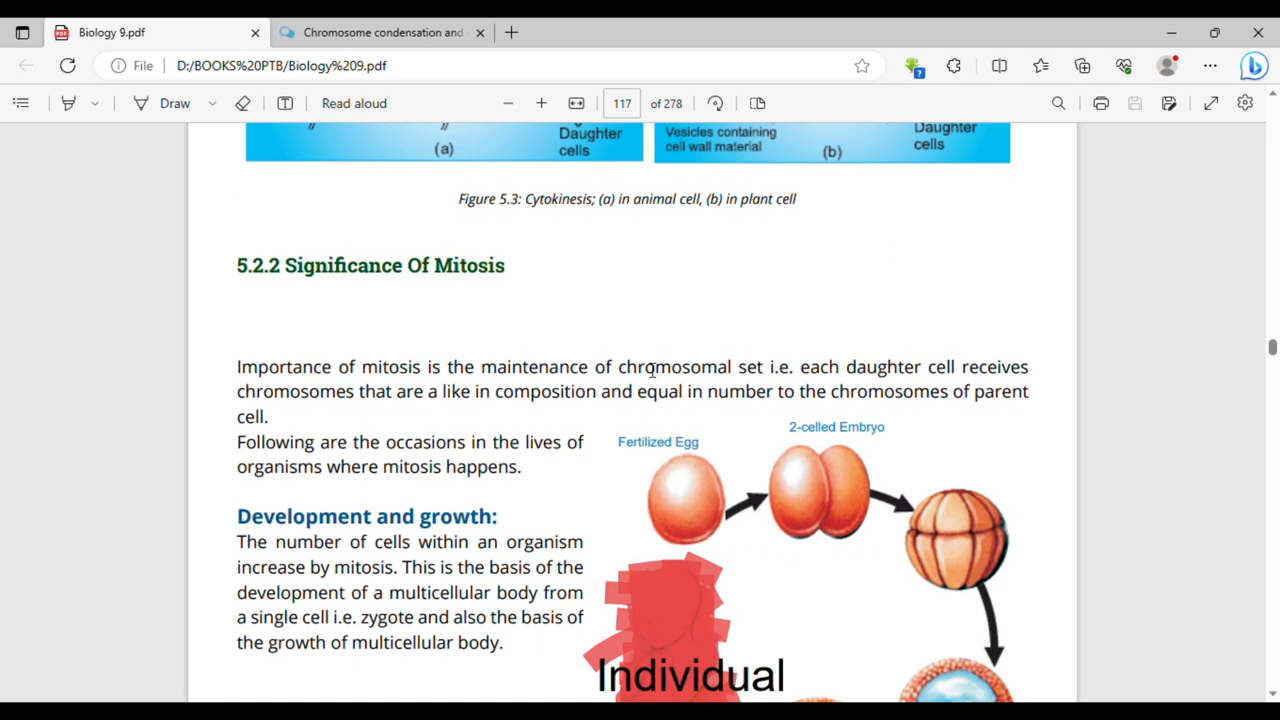 Biology 9.pdf
Chromosome condensation and
File
D:/BOOKS%20PTB/Biology%209.pdf
Draw
Read aloud
117
of 278
Daughter
cells
(a)
Vesicles containing
cell wall material
(b)
Daughter
cells
Figure 5.3: Cytokinesis; (a) in animal cell, (b) in plant cell
5.2.2 Significance Of Mitosis
Importance of mitosis is the maintenance of chromosomal set i.e. each daughter cell receives
chromosomes that are a like in composition and equal in number to the chromosomes of parent
cell.
Following are the occasions in the lives of
organisms where mitosis happens.
Development and growth:
The number of cells within an organism
increase by mitosis. This is the basis of the
development of a multicellular body from
a single cell i.e. zygote and also the basis of
the growth of multicellular body.
Fertilized Egg
2-celled Embryo
Individual